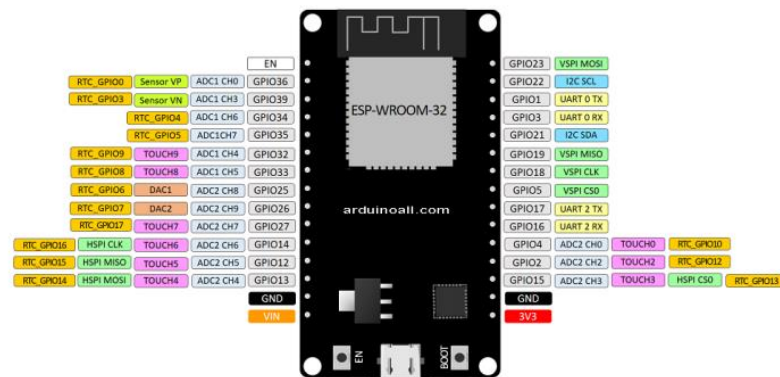 EN GPIO23 VSPI MOSI
RTC_GPIO0 Sensor VP ADC1 CH0 GPIO36 GPIO22 I2C SCL
RTC_GPIO3 Sensor VN ADC1 CH3 GPIO39 GPIO1 UART 0 TX
RTC_GPIO4 ADC1 CH6 GPIO34 ESP-WROOM-32 GPIO3 UART 0 RX
RTC_GPIO5 ADC1CH7 GPIO35 GPIO21 I2C SDA
RTC_GPIO9 TOUCH9 ADC1 CH4 GPIO32 GPIO19 VSPI MISO
RTC_GPIO8 TOUCH8 ADC1 CH5 GPIO33 GPIO18 VSPI CLK
RTC_GPIO6 DAC1 ADC2 CH8 GPIO25 GPIO5 VSPI CS0
RTC_GPIO7 DAC2 ADC2 CH9 GPIO26 arduinoall.com GPIO17 UART 2 TX
RTC_GPIO17 TOUCH7 ADC2 CH7 GPIO27 GPIO16 UART 2 RX
RTC_GPIO16 HSPI CLK TOUCH6 ADC2 CH6 GPIO14 GPIO4 ADC2 CH0 TOUCH0 RTC_GPIO10
RTC_GPIO15 HSPI MISO TOUCH5 ADC2 CH5 GPIO12 GPIO2 ADC2 CH2 TOUCH2 RTC_GPIO12
RTC_GPIO14 HSPI MOSI TOUCH4 ADC2 CH4 GPIO13 GPIO15 ADC2 CH3 TOUCH3 HSPI CS0 RTC_GPIO13
GND GND
VIN 3V3
EN BOOT